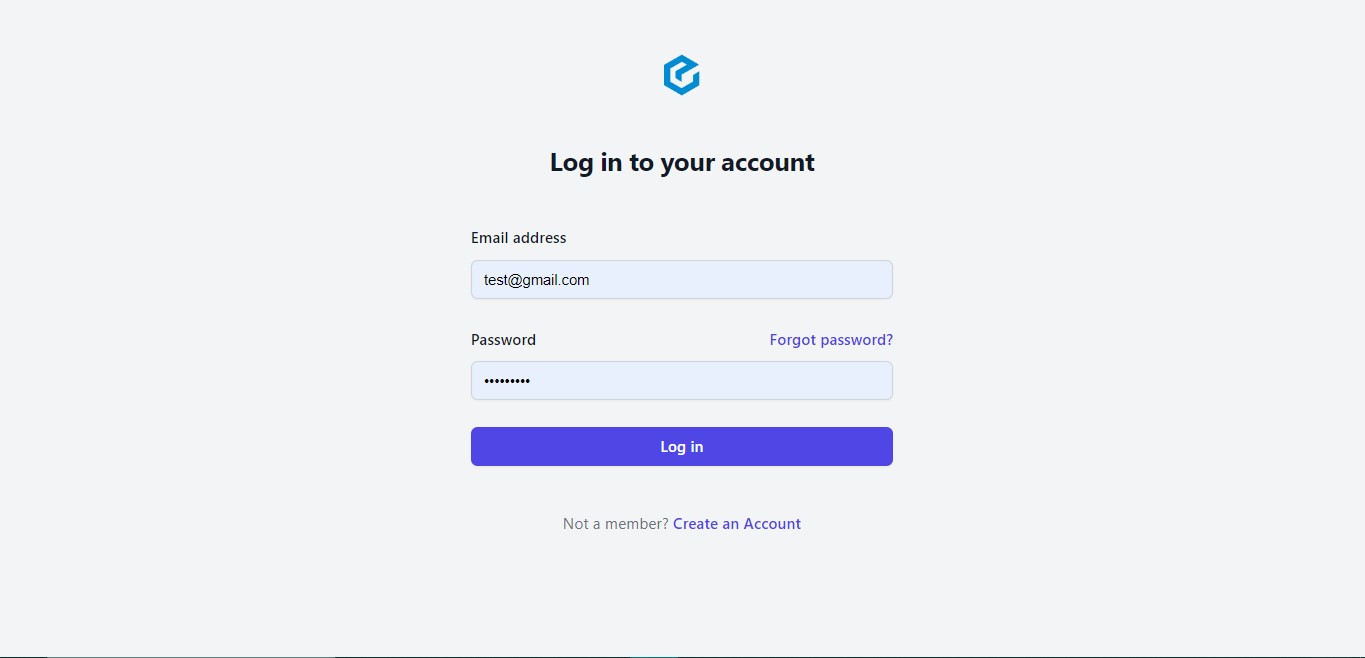 Log in to your account
Email address
test@gmail.com
Password Forgot password?
•••••••••
Log in
Not a member? Create an Account